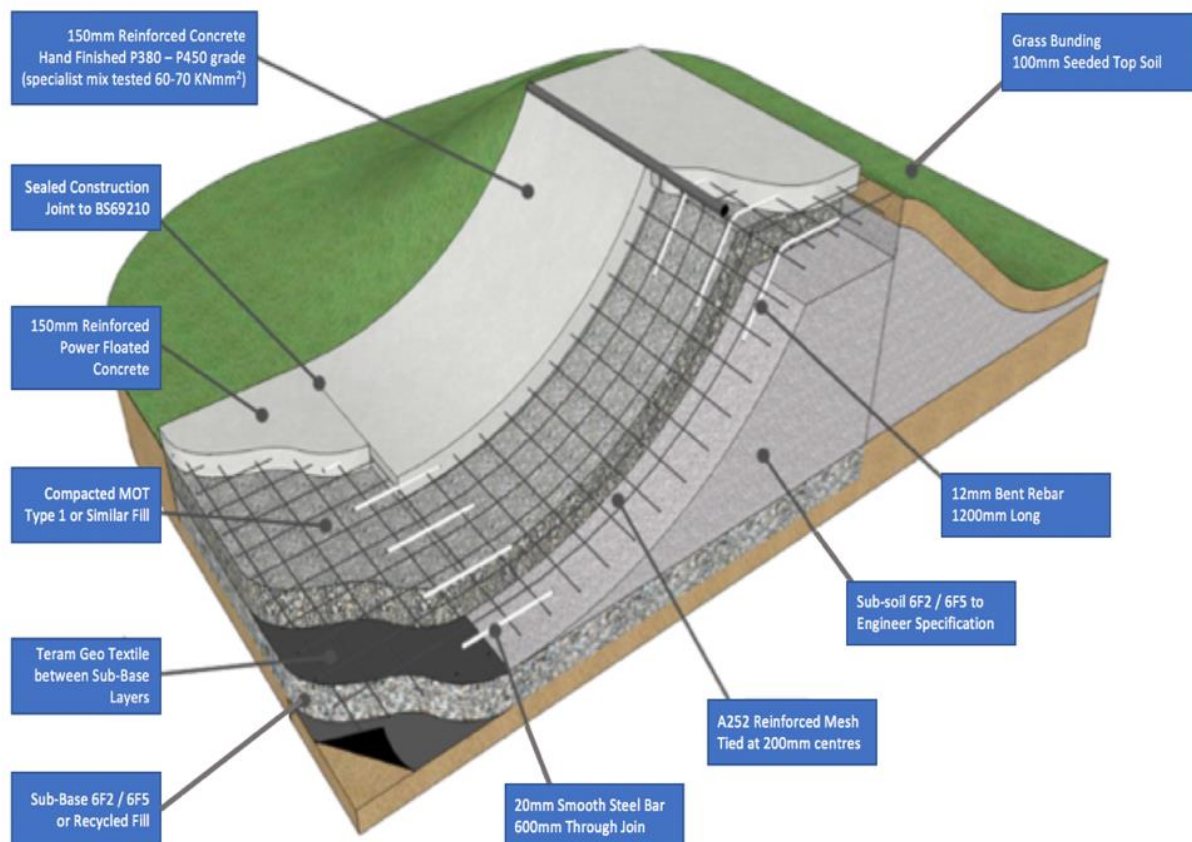 150mm Reinforced Concrete
Hand Finished P380 – P450 grade
(specialist mix tested 60-70 KNmm²)
Grass Bunding
100mm Seeded Top Soil
Sealed Construction
Joint to BS69210
150mm Reinforced
Power Floated
Concrete
Compacted MOT
Type 1 or Similar Fill
12mm Bent Rebar
1200mm Long
Sub-soil 6F2 / 6F5 to
Engineer Specification
Teram Geo Textile
between Sub-Base
Layers
A252 Reinforced Mesh
Tied at 200mm centres
Sub-Base 6F2 / 6F5
or Recycled Fill
20mm Smooth Steel Bar
600mm Through Join